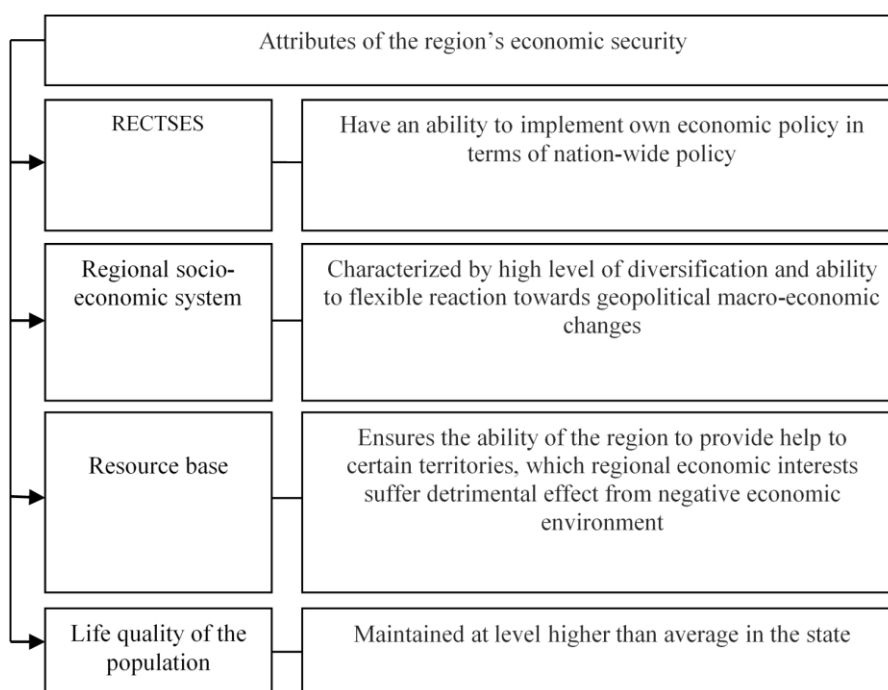 Attributes of the region’s economic security
RECTSES
Have an ability to implement own economic policy in
terms of nation-wide policy
Regional socio-
economic system
Characterized by high level of diversification and ability
to flexible reaction towards geopolitical macro-economic
changes
Resource base
Ensures the ability of the region to provide help to
certain territories, which regional economic interests
suffer detrimental effect from negative economic
environment
Life quality of the
population
Maintained at level higher than average in the state